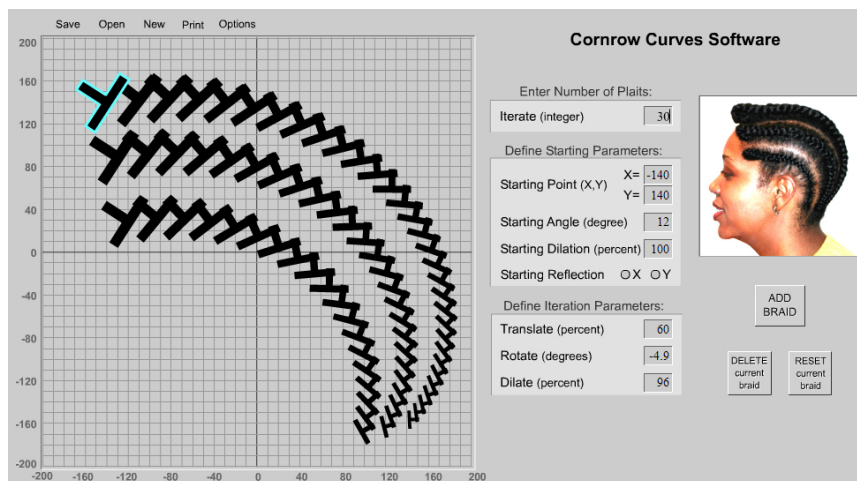 Save Open New Print Options
Cornrow Curves Software
200
160
120
80
40
0
-40
-80
-120
-160
-200
-200 -160 -120 -80 -40 0 40 80 120 160 200
Enter Number of Plaits:
Iterate (integer) 30
Define Starting Parameters:
Starting Point (X,Y) X= -140
Y= 140
Starting Angle (degree) 12
Starting Dilation (percent) 100
Starting Reflection X Y
Define Iteration Parameters:
Translate (percent) 60
Rotate (degrees) -4.9
Dilate (percent) 96
ADD
BRAID
DELETE
current
braid
RESET
current
braid